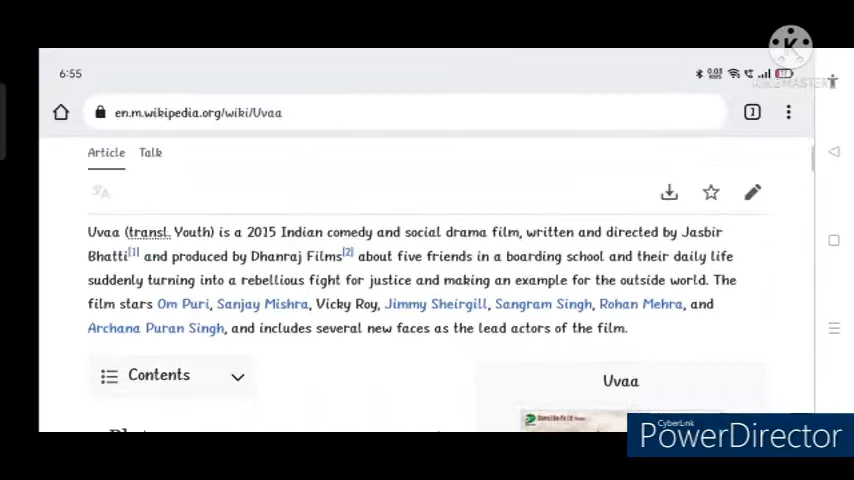 6:55
0.03
en.m.wikipedia.org/wiki/Uvaa
1
KINEMASTER
Article Talk
Uvaa (transl. Youth) is a 2015 Indian comedy and social drama film, written and directed by Jasbir
Bhatti[1] and produced by Dhanraj Films[2] about five friends in a boarding school and their daily life
suddenly turning into a rebellious fight for justice and making an example for the outside world. The
film stars Om Puri, Sanjay Mishra, Vicky Roy, Jimmy Sheirgill, Sangram Singh, Rohan Mehra, and
Archana Puran Singh, and includes several new faces as the lead actors of the film.
Contents
Uvaa
CyberLink
PowerDirector